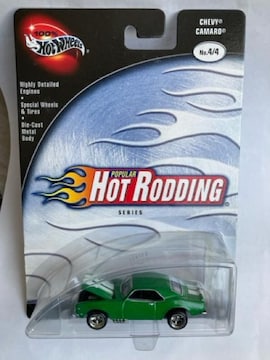 100%
Hot Wheels
CHEVY®
CAMARO®
No.4/4
Highly Detailed
Engines
• Special Wheels
& Tires
• Die-Cast
Metal
Body
POPULAR
HOT RODDING
SERIES